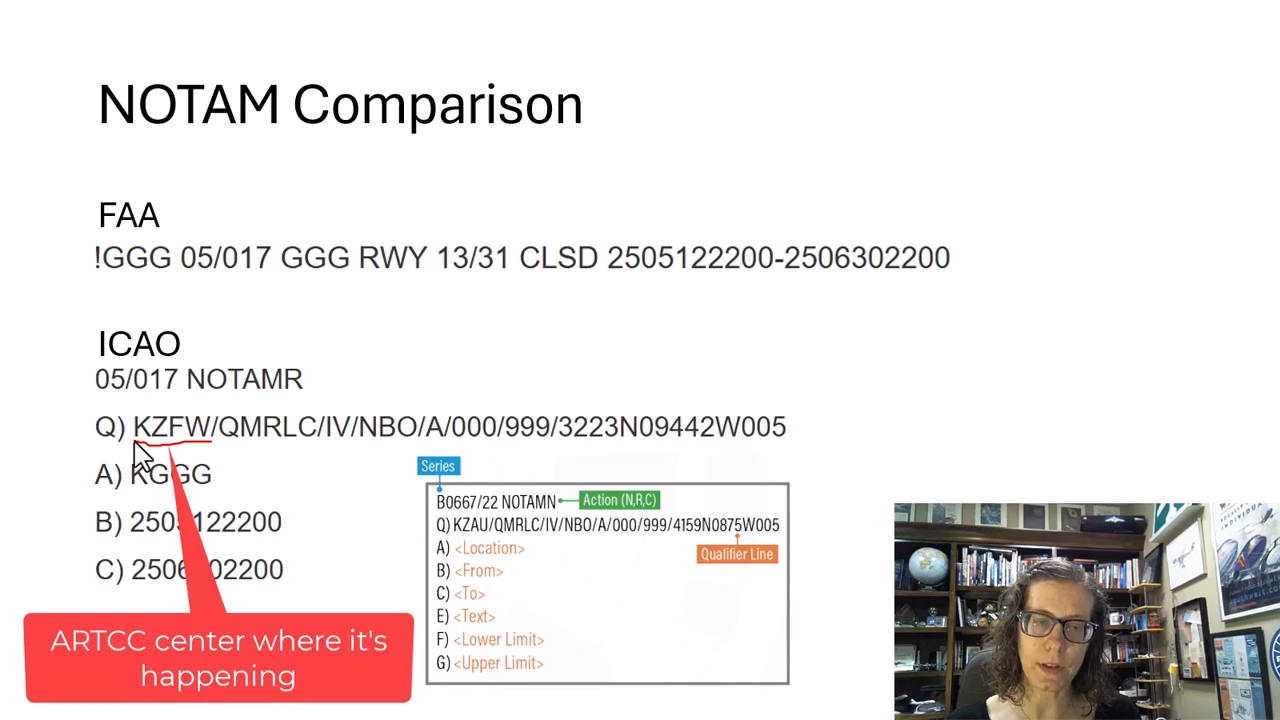 NOTAM Comparison
FAA
!GGG 05/017 GGG RWY 13/31 CLSD 2505122200-2506302200
ICAO
05/017 NOTAMR
Q) KZFW/QMRLC/IV/NBO/A/000/999/3223N09442W005
A) KGGG
B) 2505122200
C) 2506302200
ARTCC center where it's
happening
Series
B0667/22 NOTAMN
Action (N,R,C)
Q) KZAU/QMRLC/IV/NBO/A/000/999/4159N0875W005
Qualifier Line
A) <Location>
B) <From>
C) <To>
E) <Text>
F) <Lower Limit>
G) <Upper Limit>